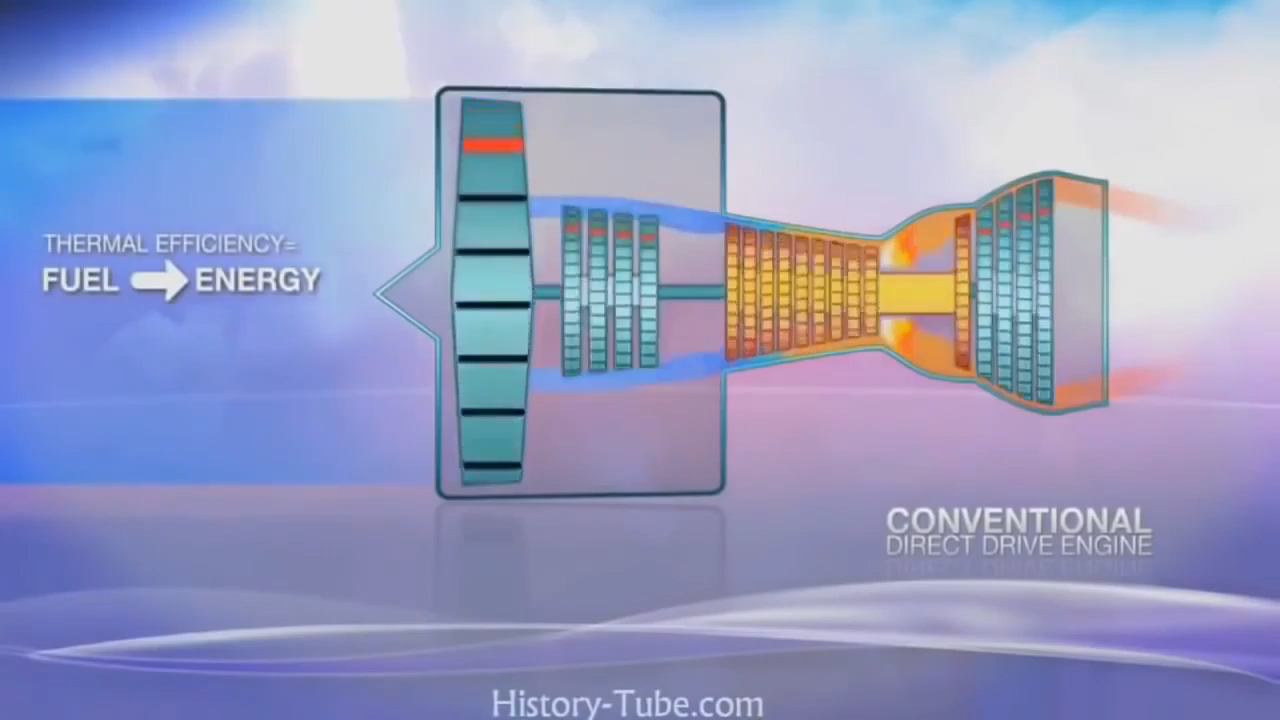 THERMAL EFFICIENCY=
FUEL ➡ ENERGY
CONVENTIONAL
DIRECT DRIVE ENGINE
History-Tube.com